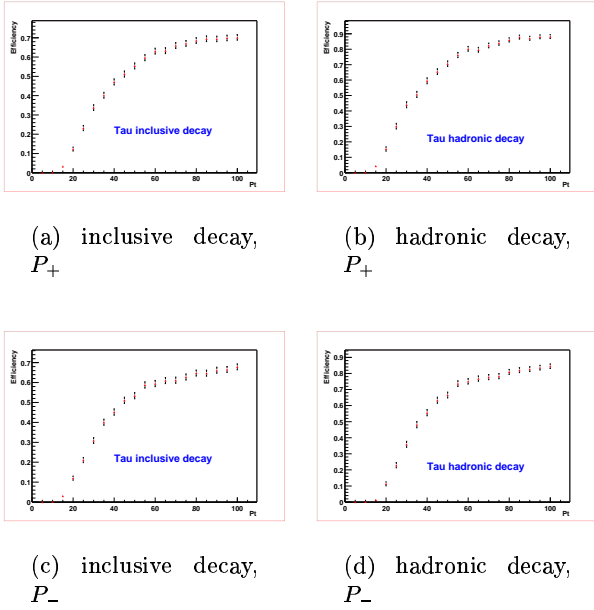 Efficiency
0.7
0.6
0.5
0.4
0.3
0.2
0.1
0
Tau inclusive decay
0 20 40 60 80 100
Pt
(a) inclusive decay,
P₊
Efficiency
0.9
0.8
0.7
0.6
0.5
0.4
0.3
0.2
0.1
0
Tau hadronic decay
0 20 40 60 80 100
Pt
(b) hadronic decay,
P₊
Efficiency
0.7
0.6
0.5
0.4
0.3
0.2
0.1
0
Tau inclusive decay
0 20 40 60 80 100
Pt
(c) inclusive decay,
P₋
Efficiency
0.9
0.8
0.7
0.6
0.5
0.4
0.3
0.2
0.1
0
Tau hadronic decay
0 20 40 60 80 100
Pt
(d) hadronic decay,
P₋